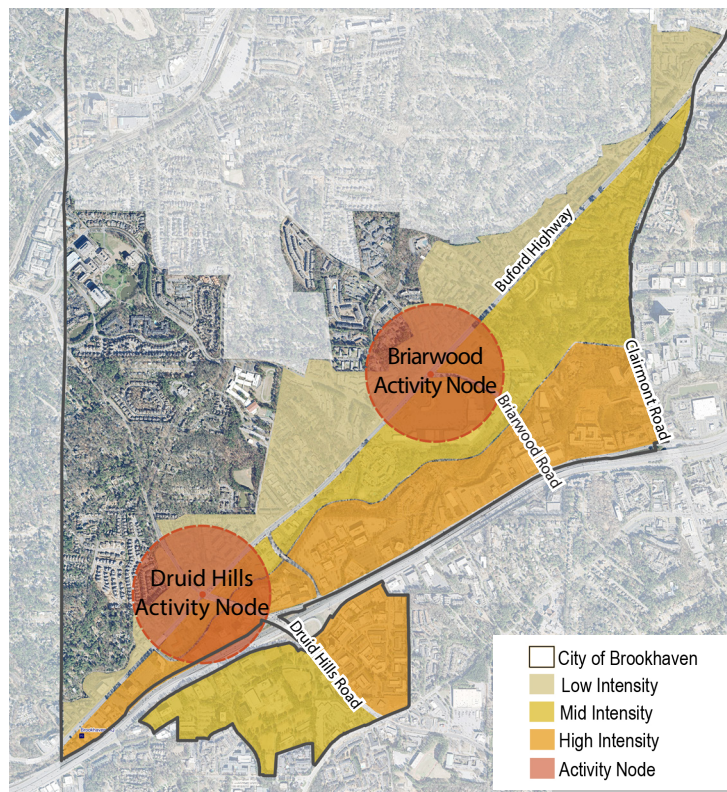 Buford Highway
Briarwood
Activity Node
Clairmont Road
Briarwood Road
Druid Hills
Activity Node
Druid Hills Road
City of Brookhaven
Low Intensity
Mid Intensity
High Intensity
Activity Node